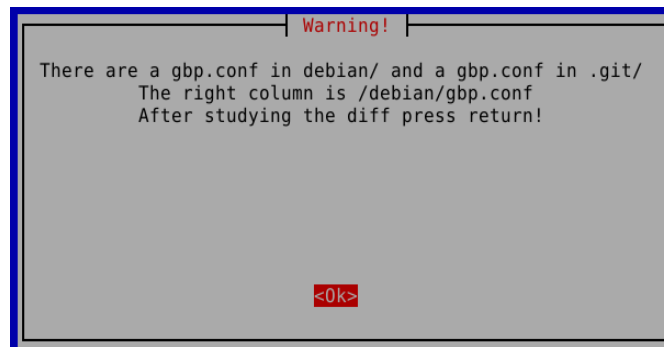 Warning!
There are a gbp.conf in debian/ and a gbp.conf in .git/
The right column is /debian/gbp.conf
After studying the diff press return!
<Ok>